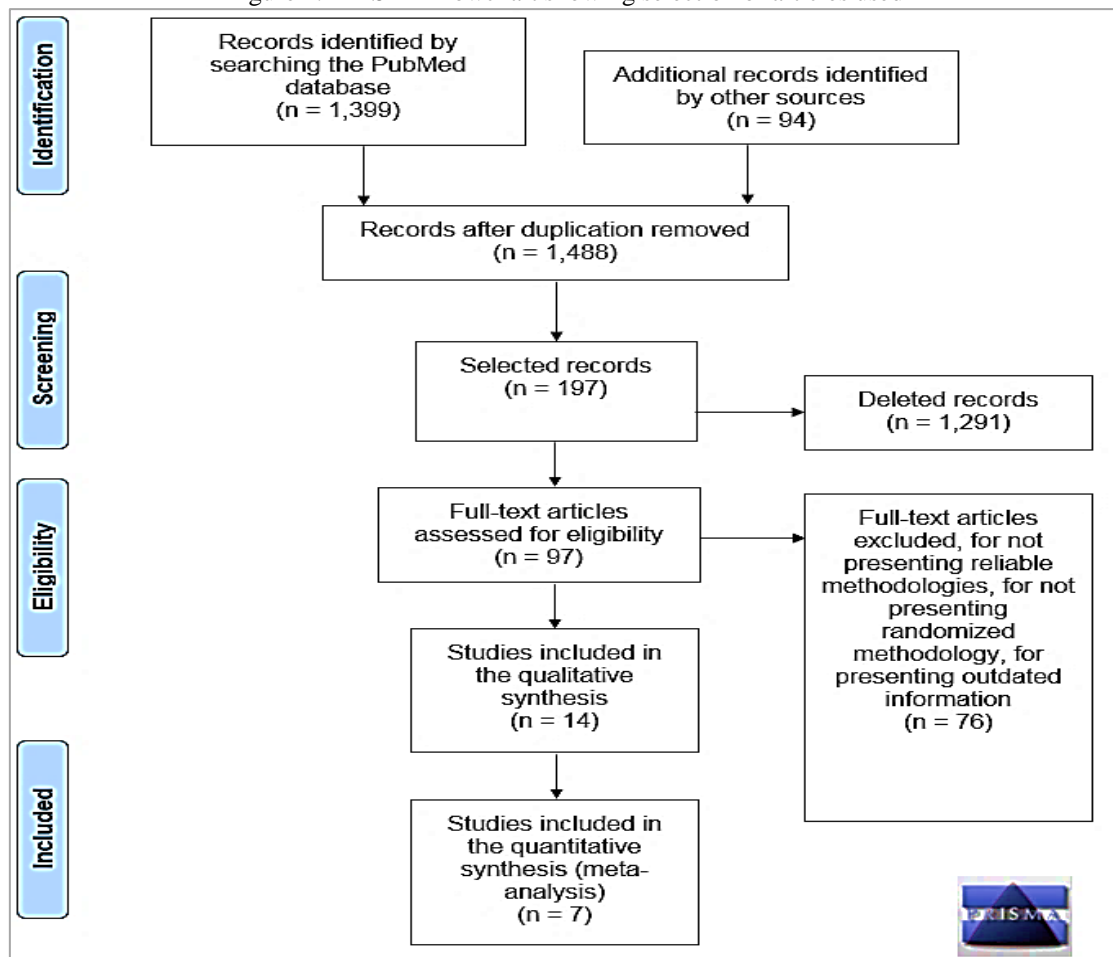 Records identified by
searching the PubMed
database
(n = 1,399)
Additional records identified
by other sources
(n = 94)
Identification
Records after duplication removed
(n = 1,488)
Screening
Selected records
(n = 197)
Deleted records
(n = 1,291)
Eligibility
Full-text articles
assessed for eligibility
(n = 97)
Full-text articles
excluded, for not
presenting reliable
methodologies, for not
presenting
randomized
methodology, for
presenting outdated
information
(n = 76)
Studies included in
the qualitative
synthesis
(n = 14)
Included
Studies included in
the quantitative
synthesis (meta-
analysis)
(n = 7)
PRISMA